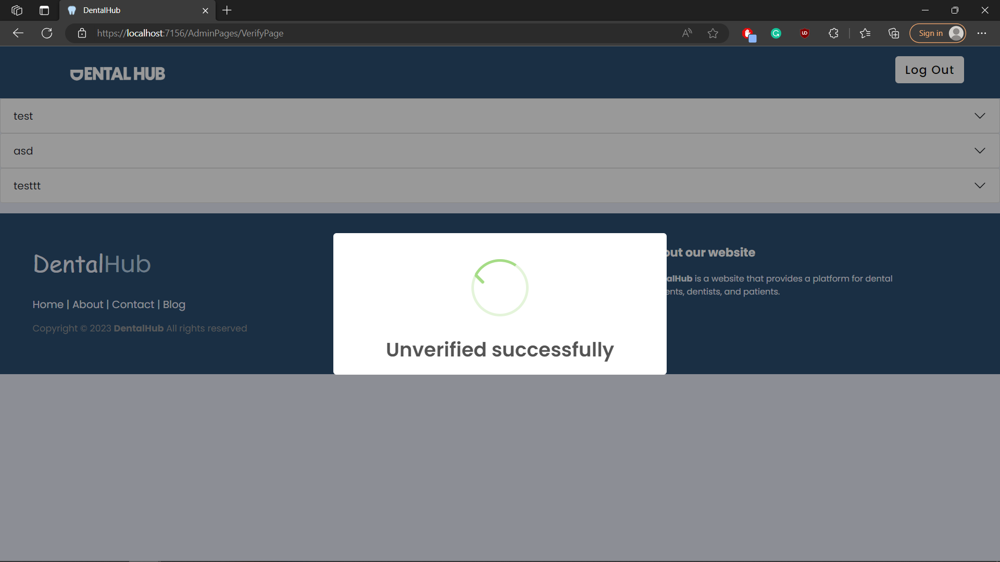 DentalHub
https://localhost:7156/AdminPages/VerifyPage
Sign in
DENTAL HUB
Log Out
test
asd
testtt
DentalHub
Home | About | Contact | Blog
Copyright © 2023 DentalHub All rights reserved
Unverified successfully
out our website
alHub is a website that provides a platform for dental
ents, dentists, and patients.